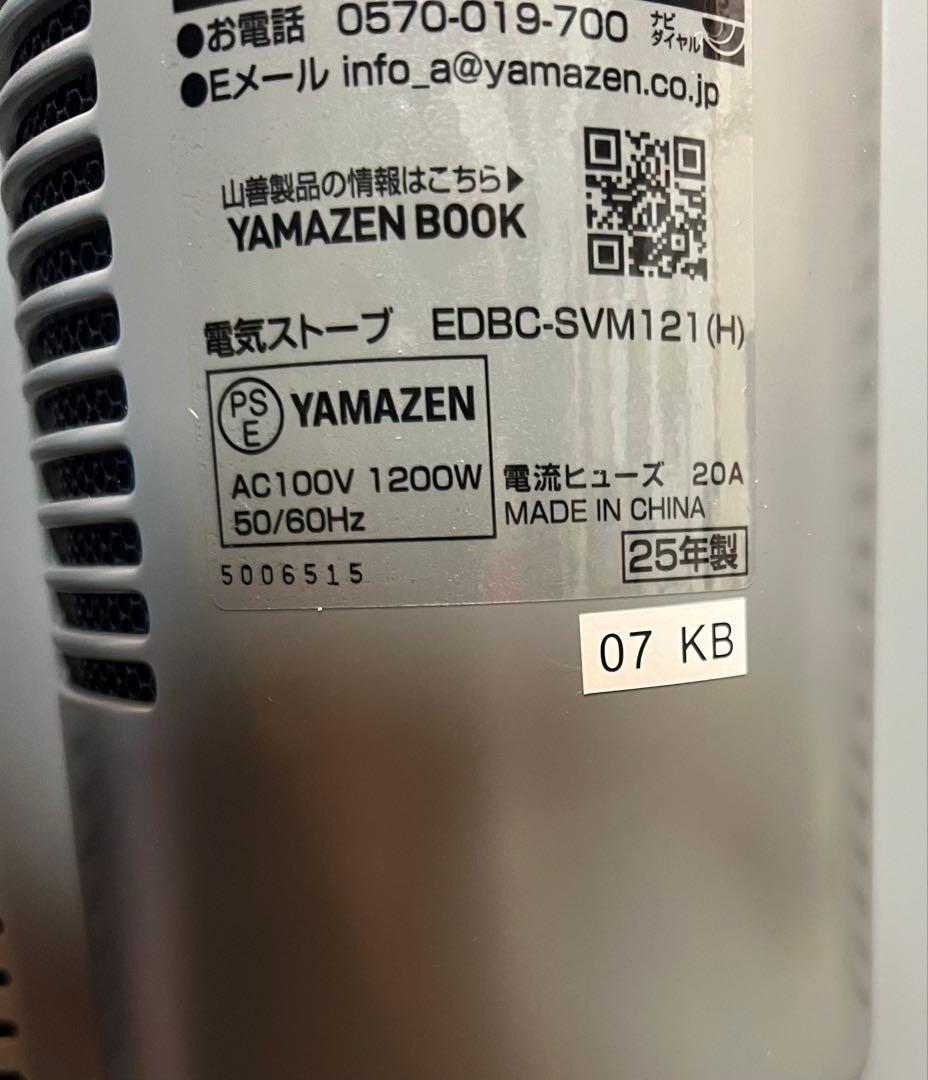 ●お電話 0570-019-700 ナビ
ダイヤル
●Eメール info_a@yamazen.co.jp
山善製品の情報はこちら▶
YAMAZEN BOOK
電気ストーブ EDBC-SVM121(H)
PS
E
YAMAZEN
AC100V 1200W
50/60Hz
電流ヒューズ 20A
MADE IN CHINA
25年製
5006515
07 KB